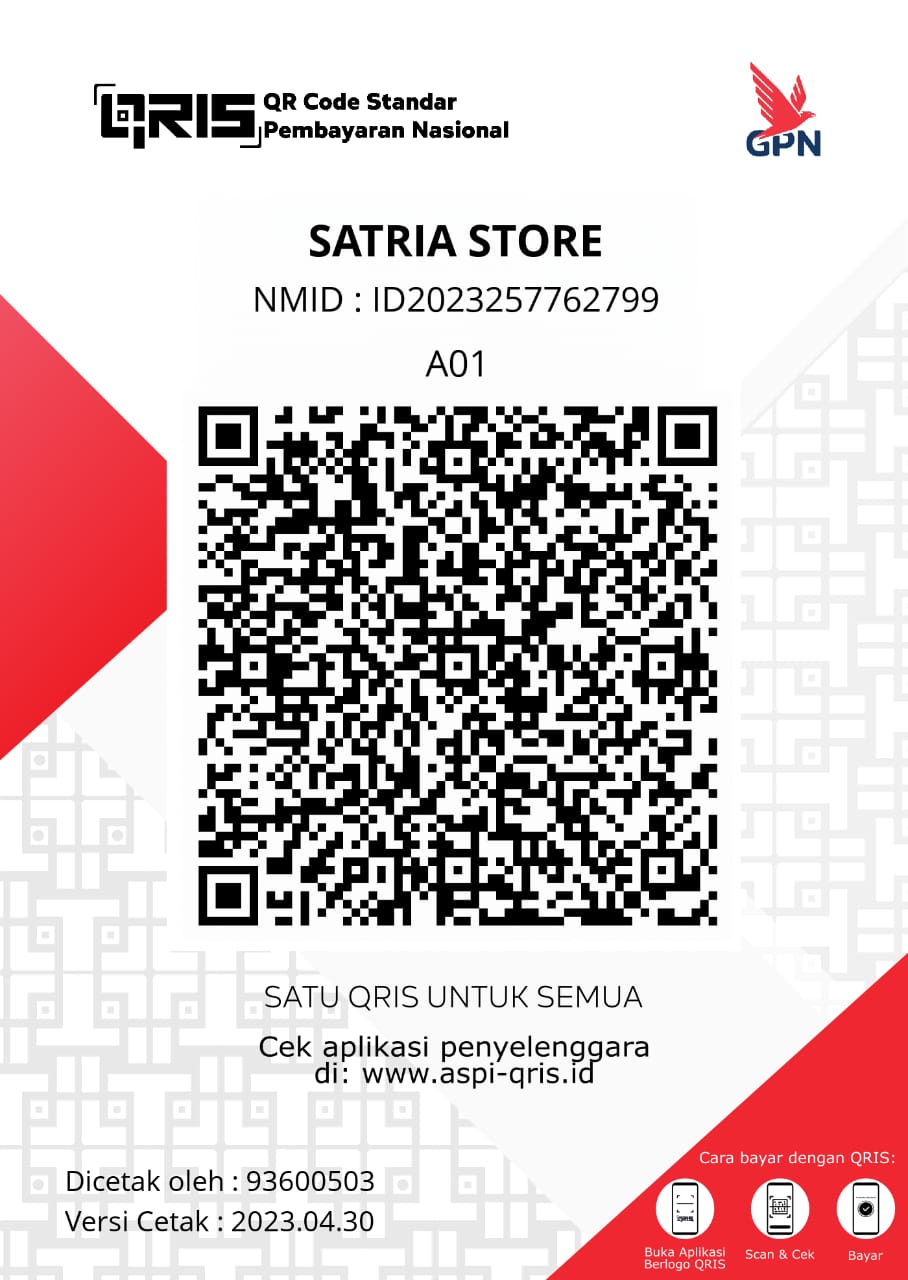 QRIS QR Code Standar
Pembayaran Nasional
GPN
SATRIA STORE
NMID : ID2023257762799
A01
SATU QRIS UNTUK SEMUA
Cek aplikasi penyelenggara
di: www.aspi-qris.id
Dicetak oleh : 93600503
Versi Cetak : 2023.04.30
Cara bayar dengan QRIS:
Buka Aplikasi
Berlogo QRIS
Scan & Cek
Bayar